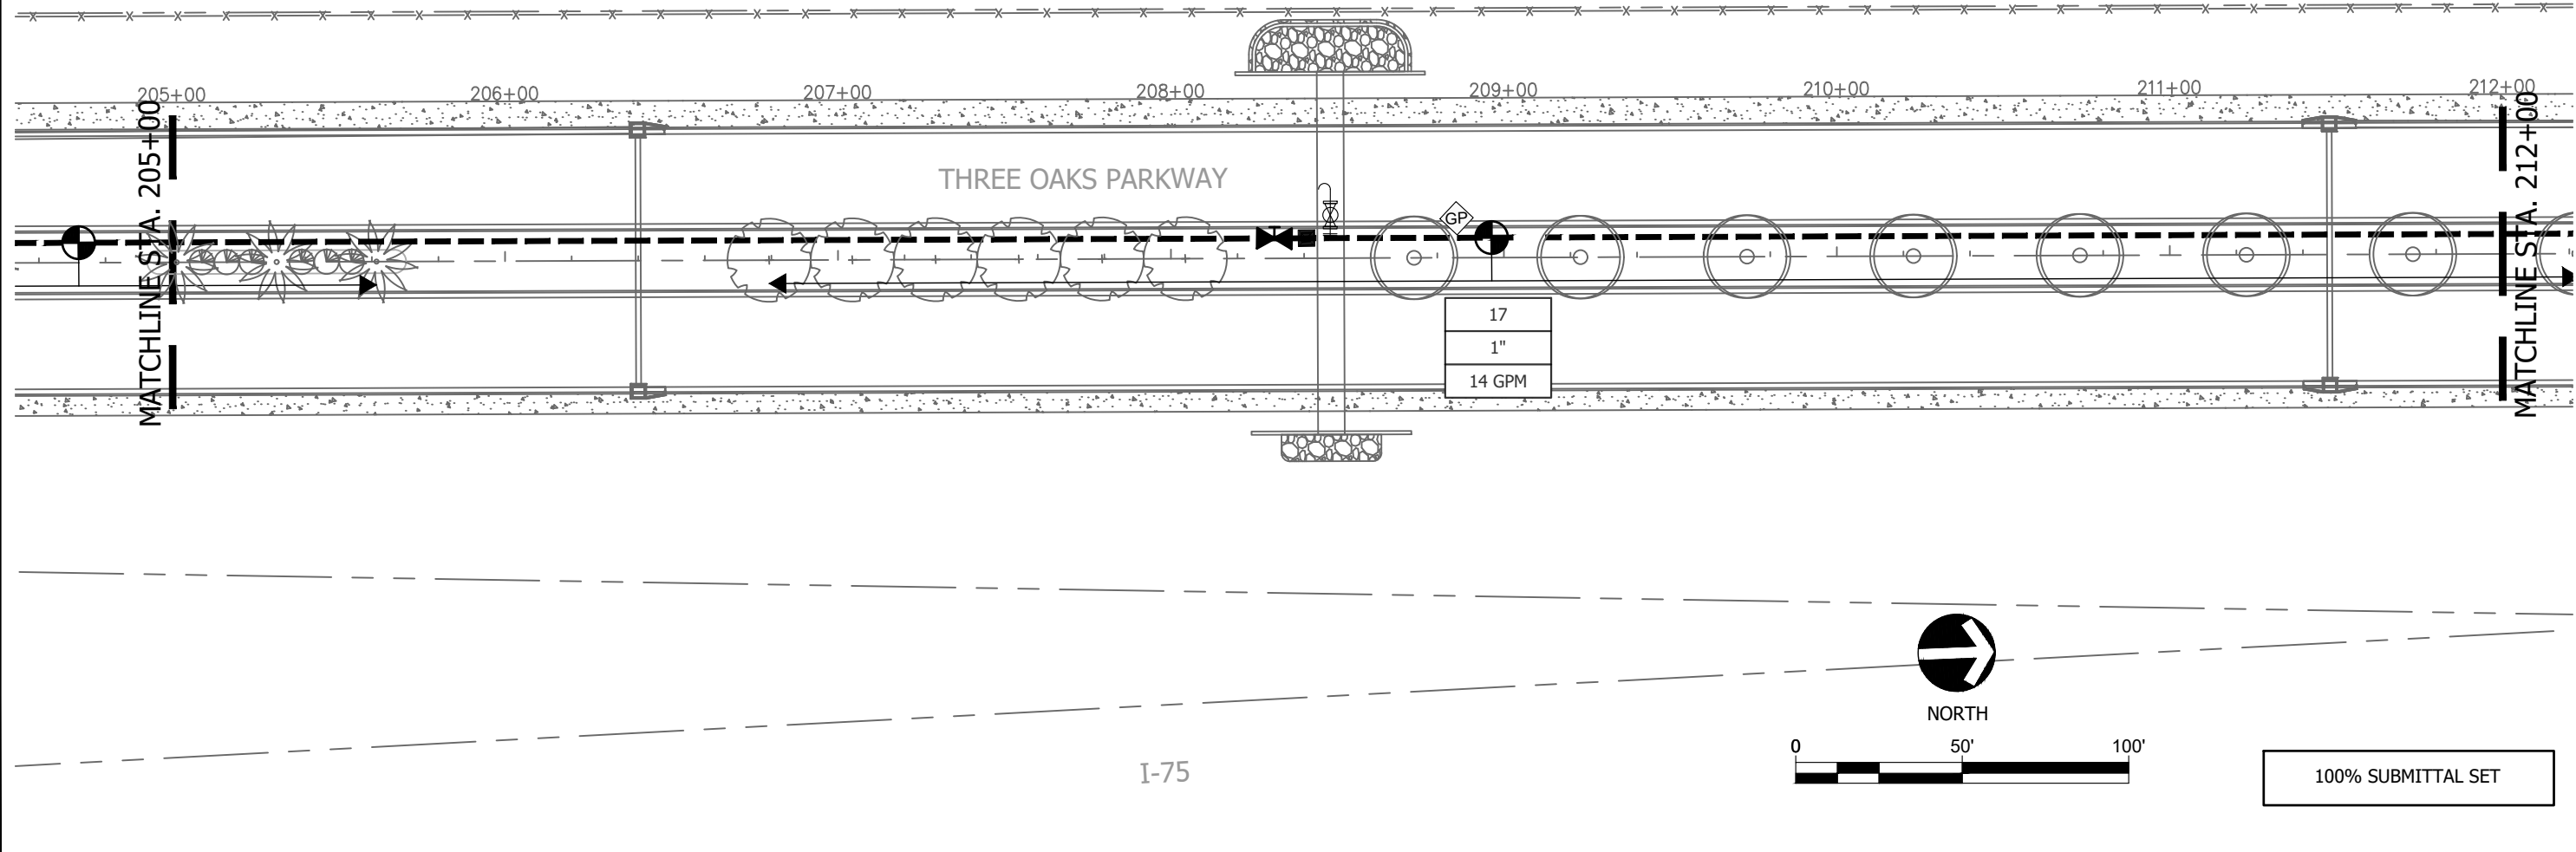 205+00
206+00
207+00
208+00
209+00
210+00
211+00
212+00
MATCHLINE STA. 205+00
THREE OAKS PARKWAY
GP
17
1"
14 GPM
MATCHLINE STA. 212+00
NORTH
0
50'
100'
I-75
100% SUBMITTAL SET